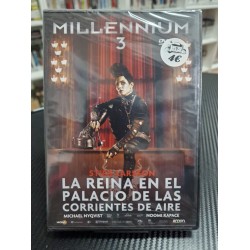 MILLENNIUM
3
4€
STIEG LARSSON
LA REINA EN EL
PALACIO DE LAS
CORRIENTES DE AIRE
MICHAEL NYQVIST NOOMI RAPACE